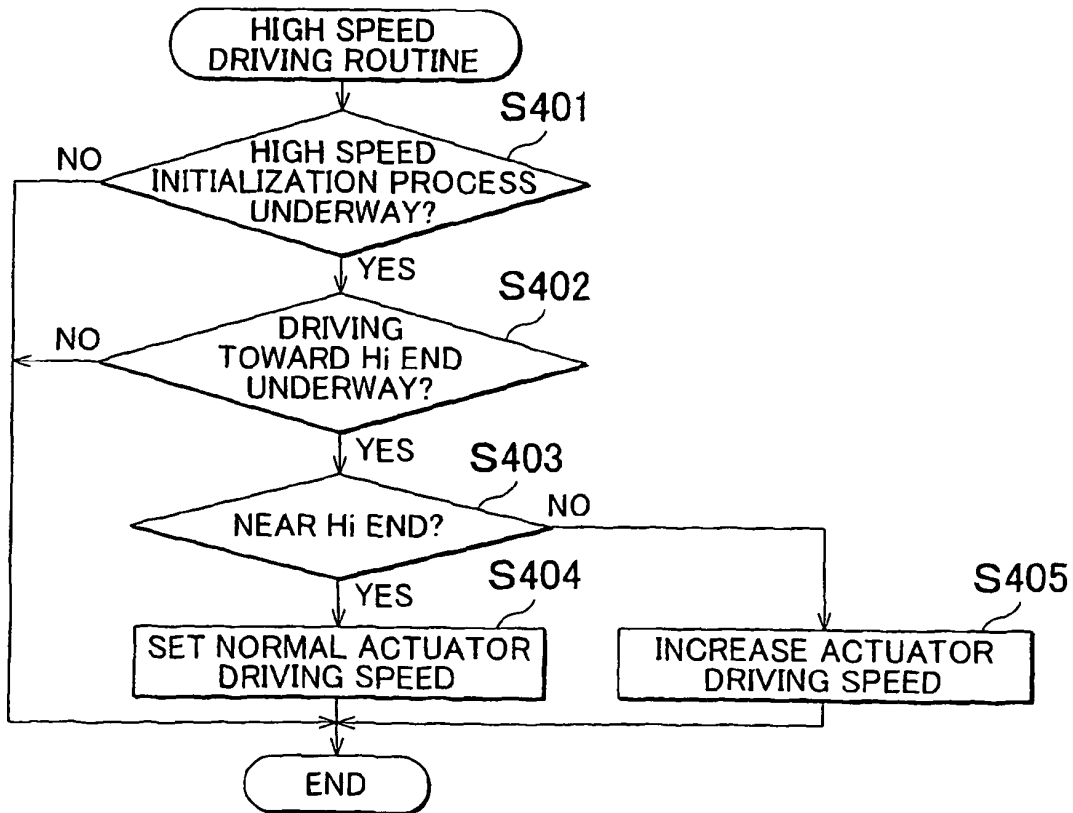 HIGH SPEED
DRIVING ROUTINE
S401
NO
HIGH SPEED
INITIALIZATION PROCESS
UNDERWAY?
YES
S402
NO
DRIVING
TOWARD Hi END
UNDERWAY?
YES
S403
NO
NEAR Hi END?
YES
S404
S405
SET NORMAL ACTUATOR
DRIVING SPEED
INCREASE ACTUATOR
DRIVING SPEED
END